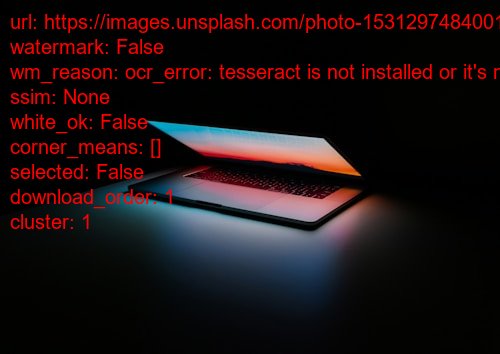 url: https://images.unsplash.com/photo-1531297484001
watermark: False
wm_reason: ocr_error: tesseract is not installed or it's
ssim: None
white_ok: False
corner_means: []
selected: False
download_order: 1
cluster: 1